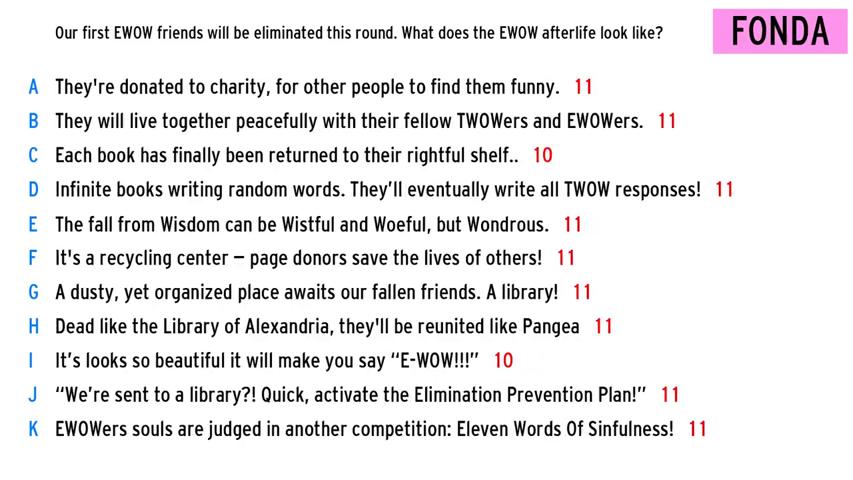 Our first EWOW friends will be eliminated this round. What does the EWOW afterlife look like?
FONDA
A They're donated to charity, for other people to find them funny. 11
B They will live together peacefully with their fellow TWOWers and EWOWers. 11
C Each book has finally been returned to their rightful shelf.. 10
D Infinite books writing random words. They’ll eventually write all TWOW responses! 11
E The fall from Wisdom can be Wistful and Woeful, but Wondrous. 11
F It's a recycling center – page donors save the lives of others! 11
G A dusty, yet organized place awaits our fallen friends. A library! 11
H Dead like the Library of Alexandria, they'll be reunited like Pangea 11
I It’s looks so beautiful it will make you say “E-WOW!!!” 10
J “We’re sent to a library?! Quick, activate the Elimination Prevention Plan!” 11
K EWOWers souls are judged in another competition: Eleven Words Of Sinfulness! 11